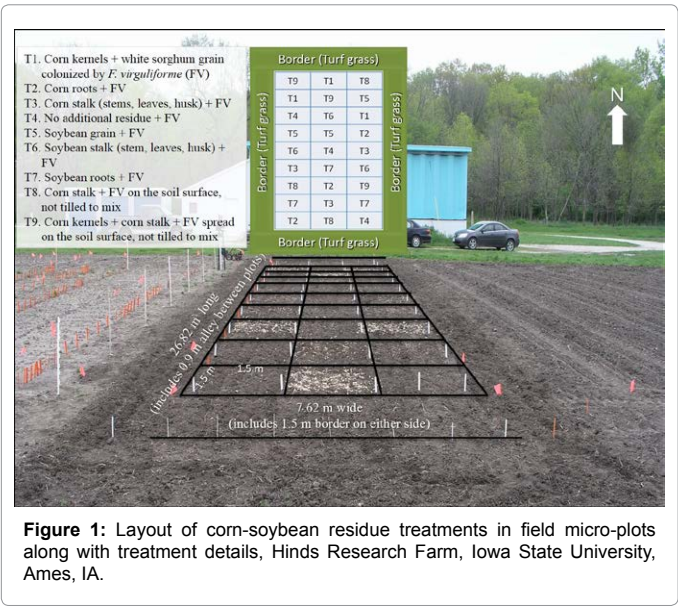 T1. Corn kernels + white sorghum grain
colonized by F. virguliforme (FV)
T2. Corn roots + FV
T3. Corn stalk (stems, leaves, husk) + FV
T4. No additional residue + FV
T5. Soybean grain + FV
T6. Soybean stalk (stem, leaves, husk) +
FV
T7. Soybean roots + FV
T8. Corn stalk + FV on the soil surface,
not tilled to mix
T9. Corn kernels + corn stalk + FV spread
on the soil surface, not tilled to mix
Border (Turf grass)
Border (Turf grass)
T9 T1 T8
T1 T9 T5
T4 T6 T1
T5 T5 T2
T6 T4 T3
T3 T7 T6
T8 T2 T9
T7 T3 T7
T2 T8 T4
Border (Turf grass)
Border (Turf grass)
N
26.82 m long
(includes 0.9 m alley between plots)
1.5 m
1.5 m
7.62 m wide
(includes 1.5 m border on either side)
Figure 1: Layout of corn-soybean residue treatments in field micro-plots
along with treatment details, Hinds Research Farm, Iowa State University,
Ames, IA.